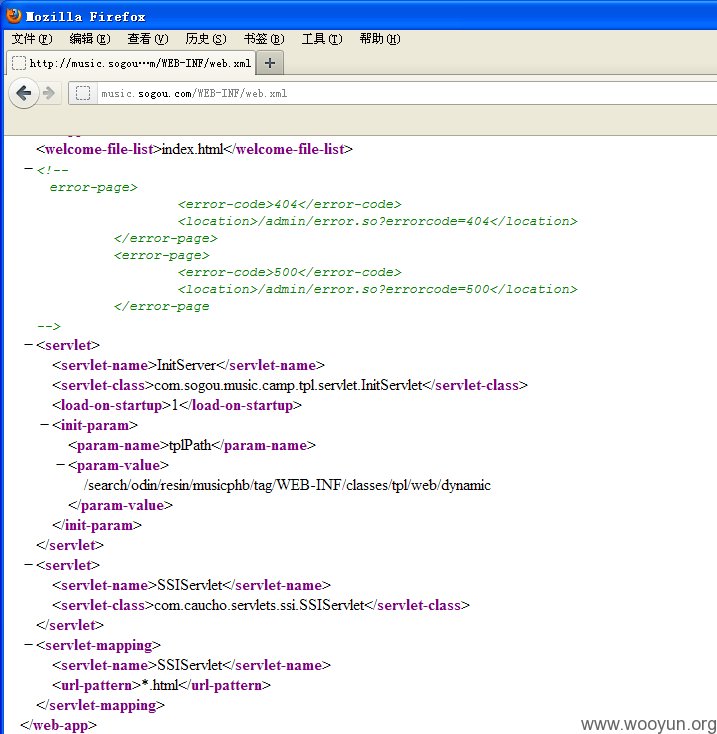 Mozilla Firefox
文件(F) 编辑(E) 查看(V) 历史(S) 书签(B) 工具(T) 帮助(H)
http://music.sogou…m/WEB-INF/web.xml +
music.sogou.com/WEB-INF/web.xml
<welcome-file-list>index.html</welcome-file-list>
− <!--
error-page>
<error-code>404</error-code>
<location>/admin/error.so?errorcode=404</location>
</error-page>
<error-page>
<error-code>500</error-code>
<location>/admin/error.so?errorcode=500</location>
</error-page
-->
− <servlet>
<servlet-name>InitServer</servlet-name>
<servlet-class>com.sogou.music.camp.tpl.servlet.InitServlet</servlet-class>
<load-on-startup>1</load-on-startup>
− <init-param>
<param-name>tplPath</param-name>
− <param-value>
/search/odin/resin/musicphb/tag/WEB-INF/classes/tpl/web/dynamic
</param-value>
</init-param>
</servlet>
− <servlet>
<servlet-name>SSIServlet</servlet-name>
<servlet-class>com.caucho.servlets.ssi.SSIServlet</servlet-class>
</servlet>
− <servlet-mapping>
<servlet-name>SSIServlet</servlet-name>
<url-pattern>*.html</url-pattern>
</servlet-mapping>
</web-app>
www.wooyun.org